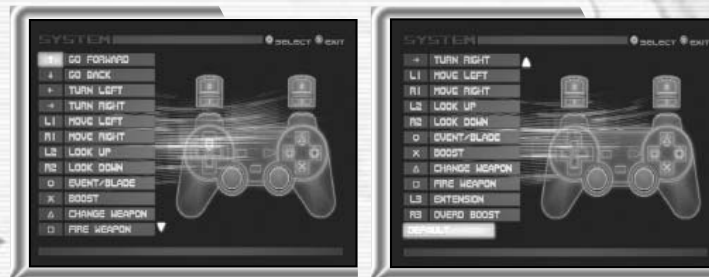 SYSTEM
SELECT EXIT
↑ GO FORWARD
↓ GO BACK
← TURN LEFT
→ TURN RIGHT
L1 MOVE LEFT
R1 MOVE RIGHT
L2 LOOK UP
R2 LOOK DOWN
○ EVENT/BLADE
× BOOST
△ CHANGE WEAPON
□ FIRE WEAPON
SYSTEM
SELECT EXIT
→ TURN RIGHT
L1 MOVE LEFT
R1 MOVE RIGHT
L2 LOOK UP
R2 LOOK DOWN
○ EVENT/BLADE
× BOOST
△ CHANGE WEAPON
□ FIRE WEAPON
L3 EXTENSION
R3 OVERD BOOST
DEFAULT